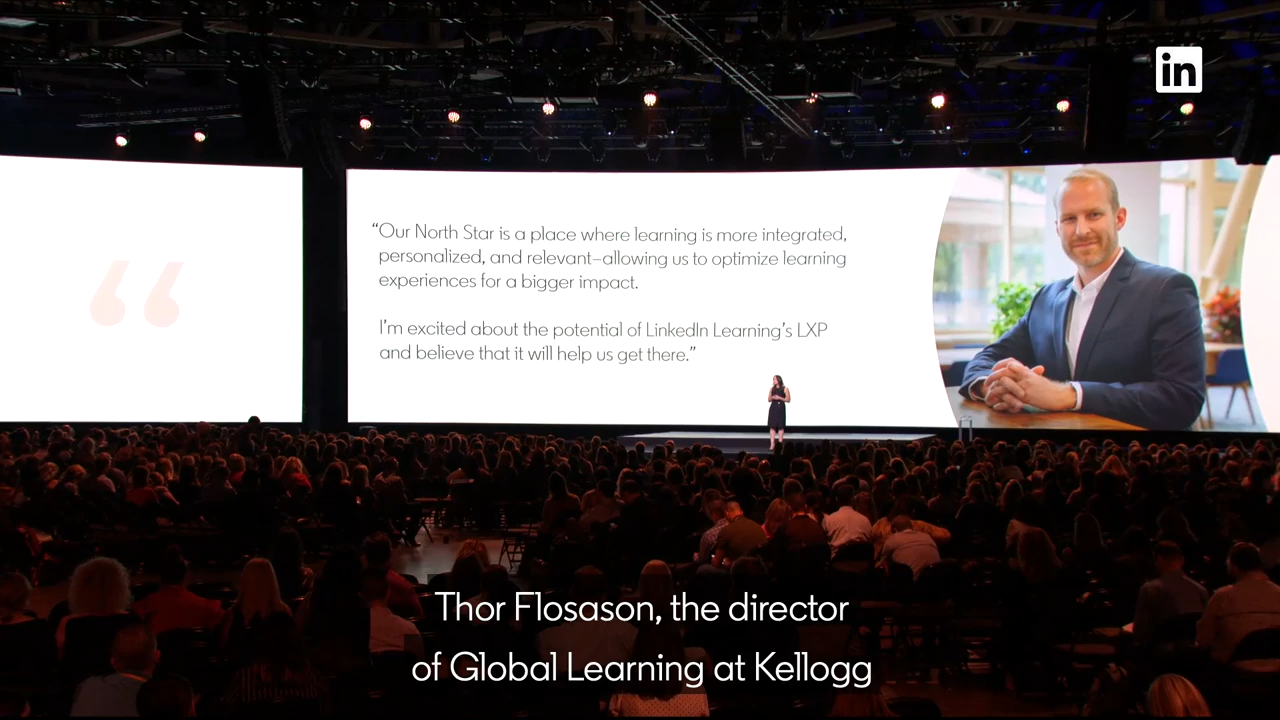 in
“Our North Star is a place where learning is more integrated,
personalized, and relevant—allowing us to optimize learning
experiences for a bigger impact.
I’m excited about the potential of LinkedIn Learning’s LXP
and believe that it will help us get there.”
Thor Flosason, the director
of Global Learning at Kellogg